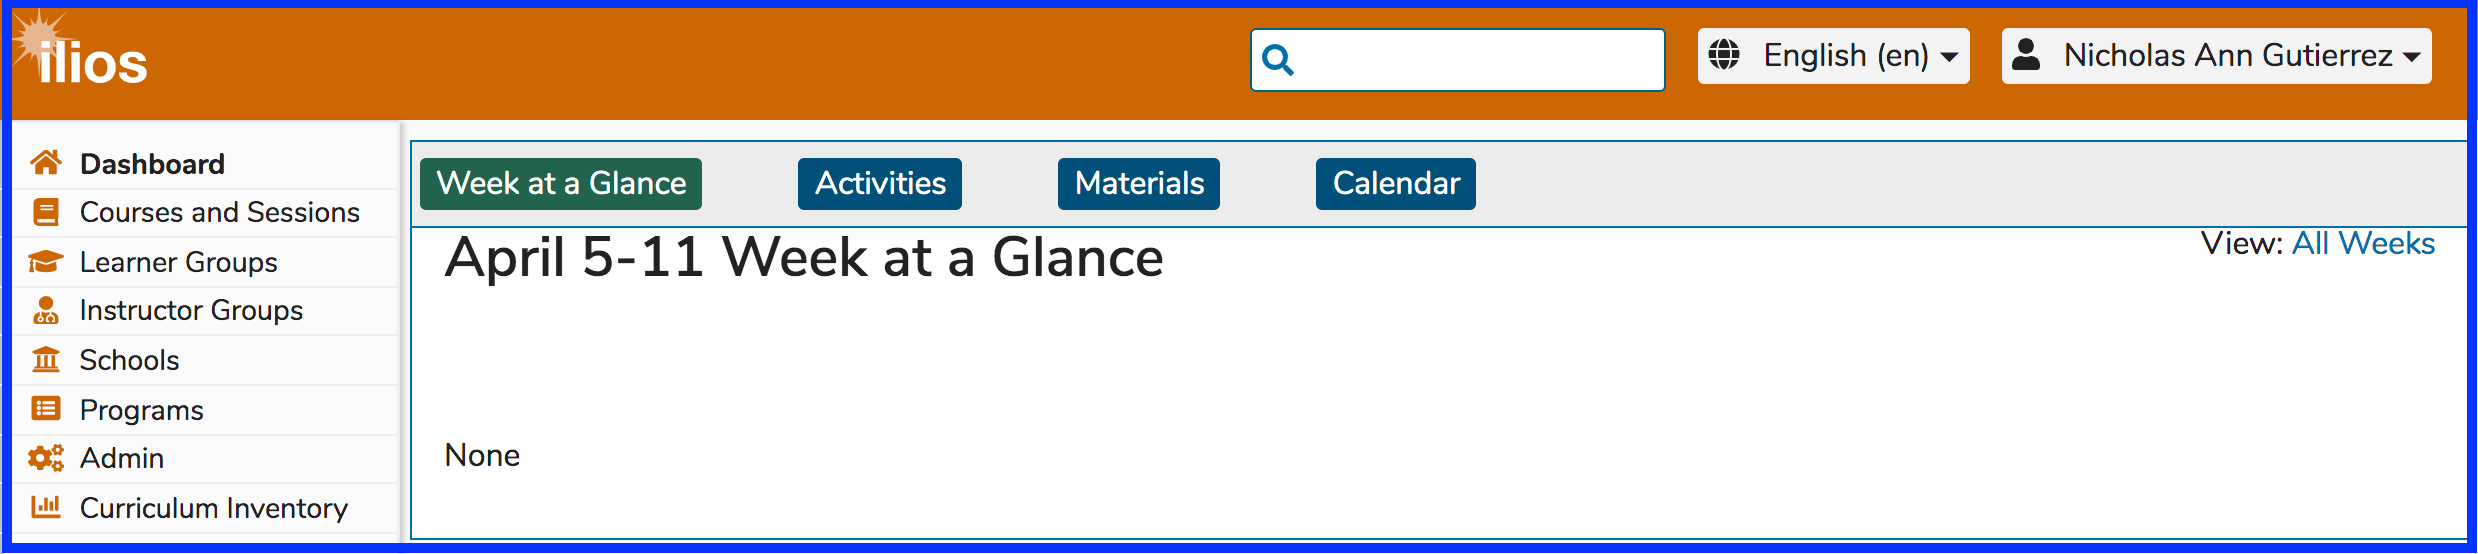 ilios
English (en)
Nicholas Ann Gutierrez
Dashboard
Courses and Sessions
Learner Groups
Instructor Groups
Schools
Programs
Admin
Curriculum Inventory
Week at a Glance
Activities
Materials
Calendar
April 5-11 Week at a Glance
View: All Weeks
None